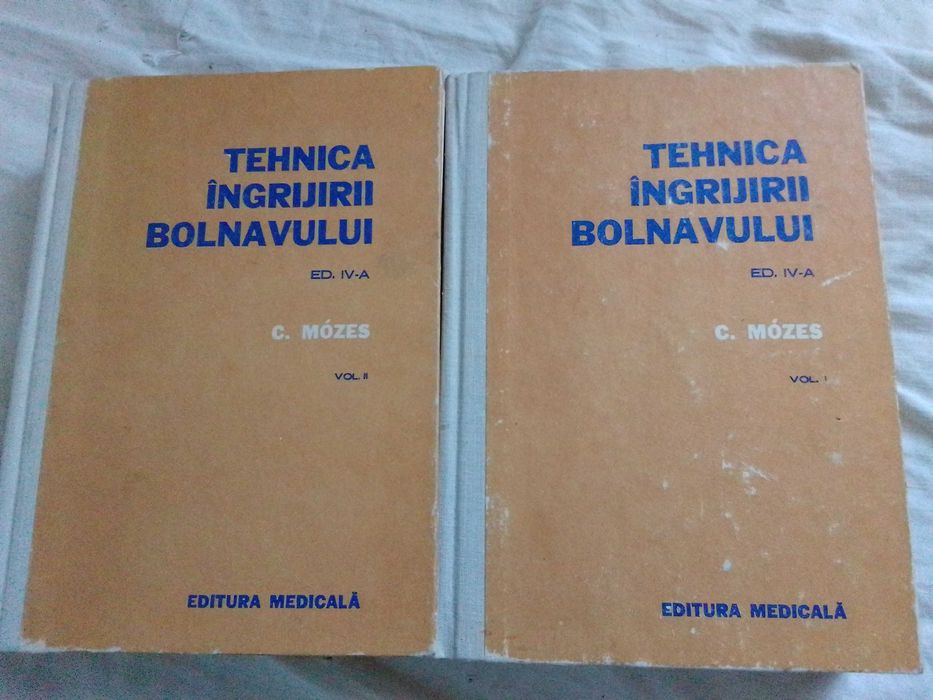 TEHNICA
ÎNGRIJIRII
BOLNAVULUI
ED. IV-A
C. MÓZES
VOL. II
EDITURA MEDICALĂ
TEHNICA
ÎNGRIJIRII
BOLNAVULUI
ED. IV-A
C. MÓZES
VOL. I
EDITURA MEDICALĂ